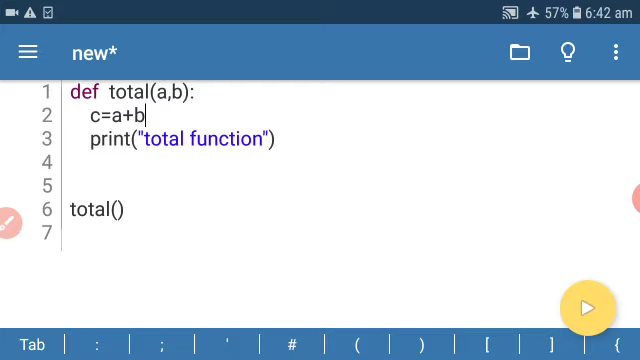 57% 6:42 am
new*
1 def total(a,b):
2 c=a+b
3 print("total function")
4
5
6 total()
7
Tab : ; ' # ( ) [ ] {